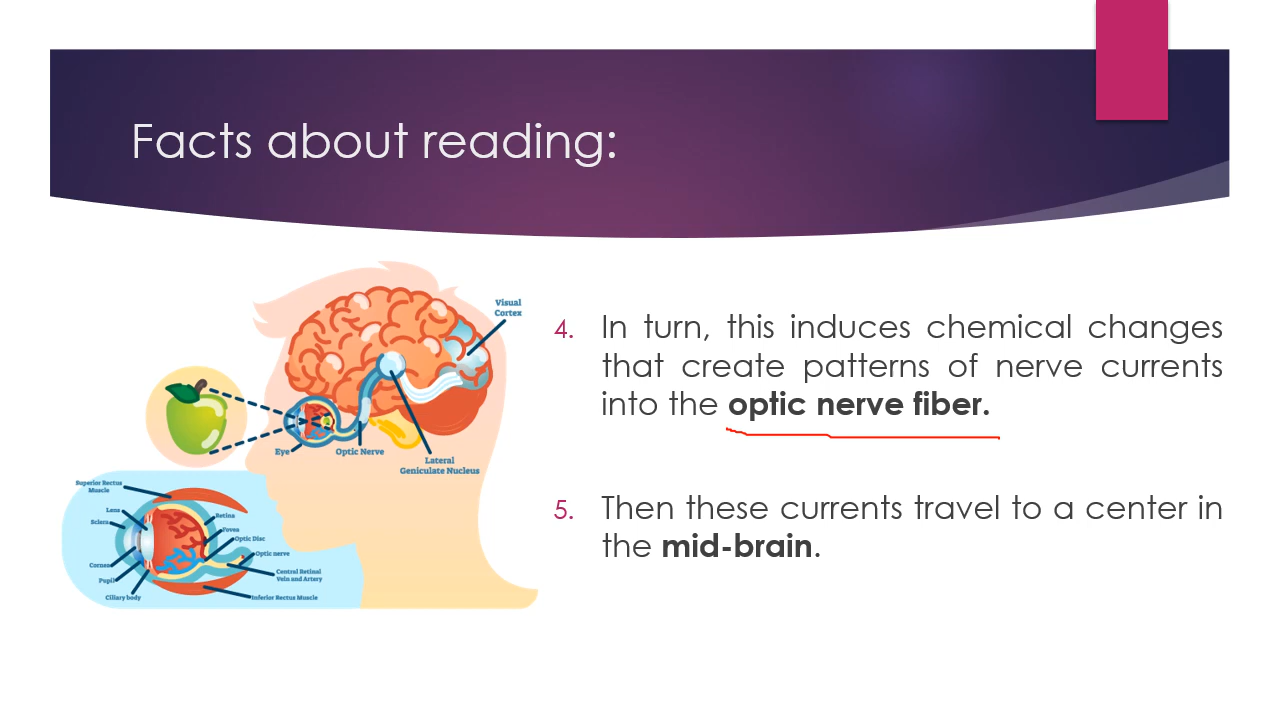 Facts about reading:
Visual
Cortex
Eye
Optic Nerve
Lateral
Geniculate Nucleus
Superior Rectus
Muscle
Lens
Sclera
Cornea
Pupil
Ciliary body
Retina
Fovea
Optic Disc
Optic nerve
Central Retinal
Vein and Artery
Inferior Rectus Muscle
4. In turn, this induces chemical changes
that create patterns of nerve currents
into the optic nerve fiber.
5. Then these currents travel to a center in
the mid-brain.